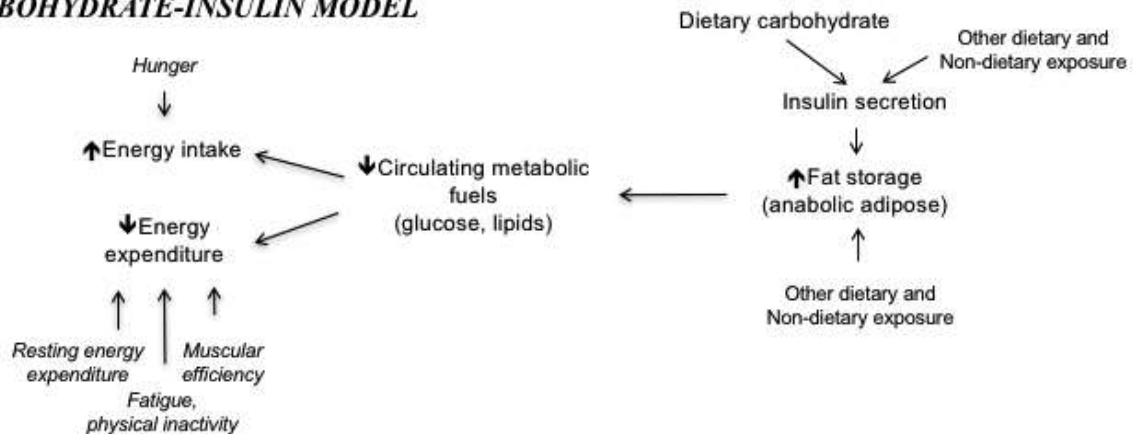 BOHYDRATE-INSULIN MODEL
Dietary carbohydrate
Other dietary and
Non-dietary exposure
Hunger
Insulin secretion
↑Energy intake
↓Circulating metabolic
fuels
(glucose, lipids)
↑Fat storage
(anabolic adipose)
↓Energy
expenditure
Other dietary and
Non-dietary exposure
Resting energy
expenditure
Muscular
efficiency
Fatigue,
physical inactivity